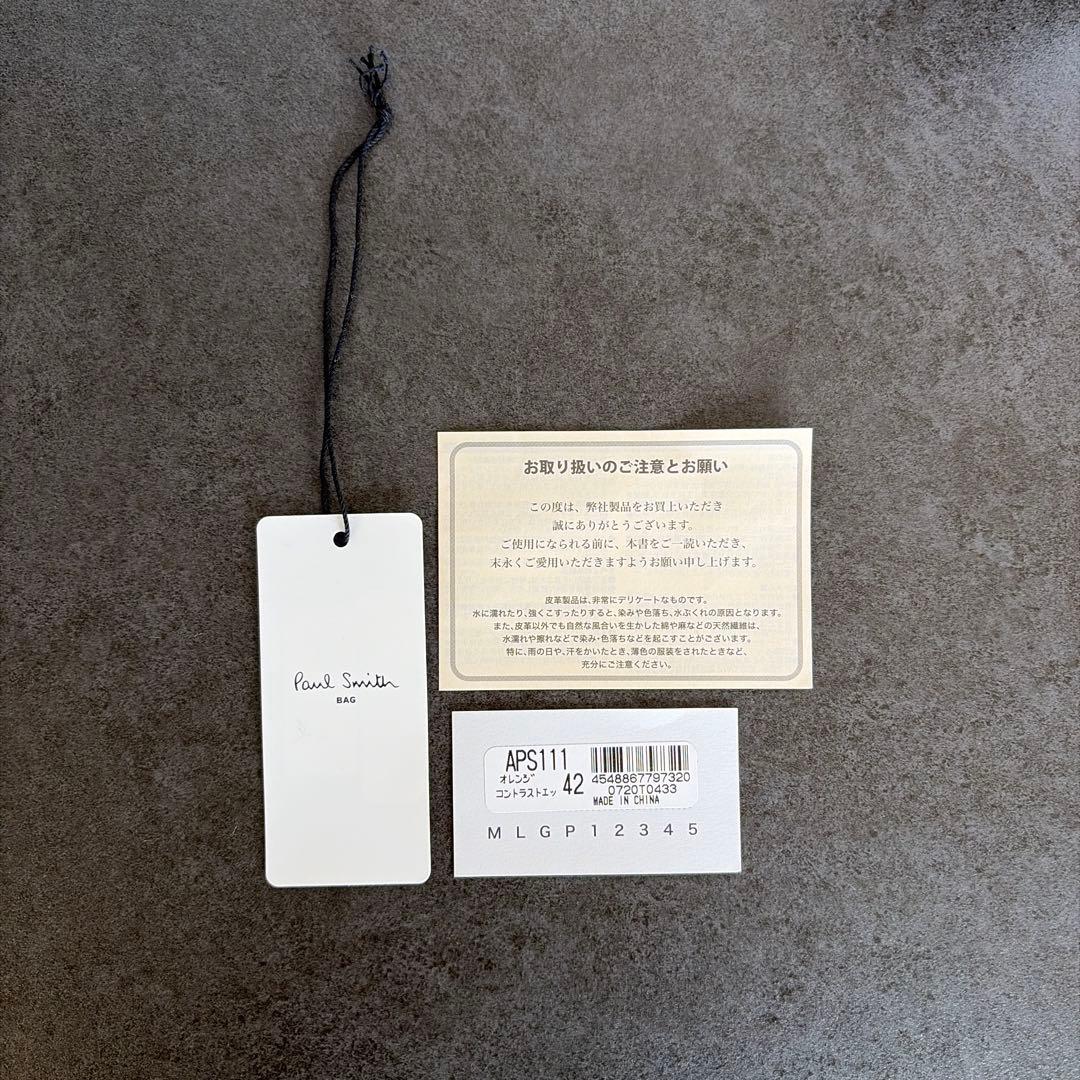 Paul Smith
BAG
お取り扱いのご注意とお願い
この度は、弊社製品をお買上いただき
誠にありがとうございます。
ご使用になられる前に、本書をご一読いただき、
末永くご愛用いただきますようお願い申し上げます。
皮革製品は、非常にデリケートなものです。
水に濡れたり、強くこすったりすると、染みや色落ち、水ぶくれの原因となります。
また、皮革以外でも自然な風合いを生かした綿や麻などの天然繊維は、
水濡れや擦れなどで染み・色落ちなどを起こすことがございます。
特に、雨の日や、汗をかいたとき、薄色の服装をされたときなど、
充分にご注意ください。
APS111
オレンジ
コントラストエッ 42
4548867797320
0720T0433
MADE IN CHINA
M L G P 1 2 3 4 5